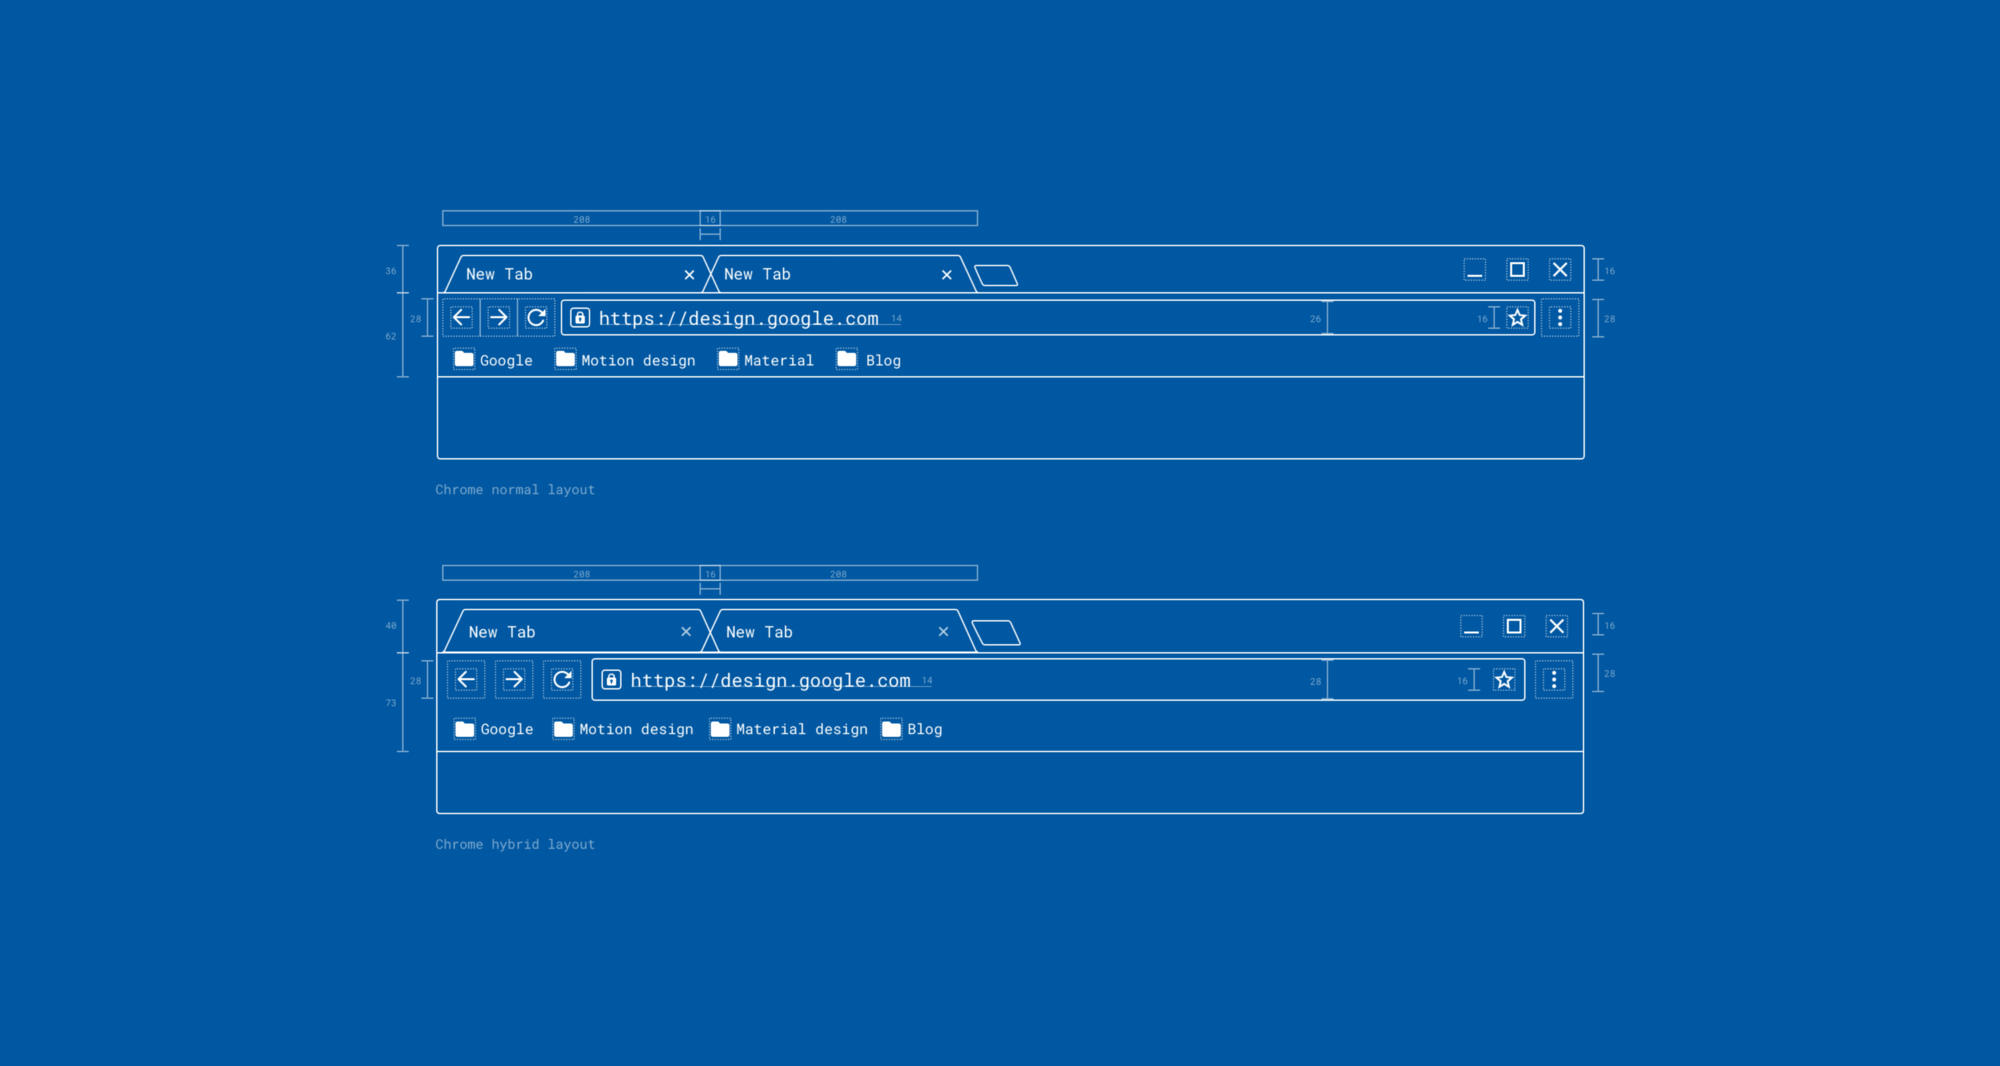 208 16 208
36 New Tab New Tab 16
28 https://design.google.com 14 26 16 28
62
Google Motion design Material Blog
Chrome normal layout
208 16 208
40 New Tab New Tab 16
28 https://design.google.com 14 28 16 28
73
Google Motion design Material design Blog
Chrome hybrid layout